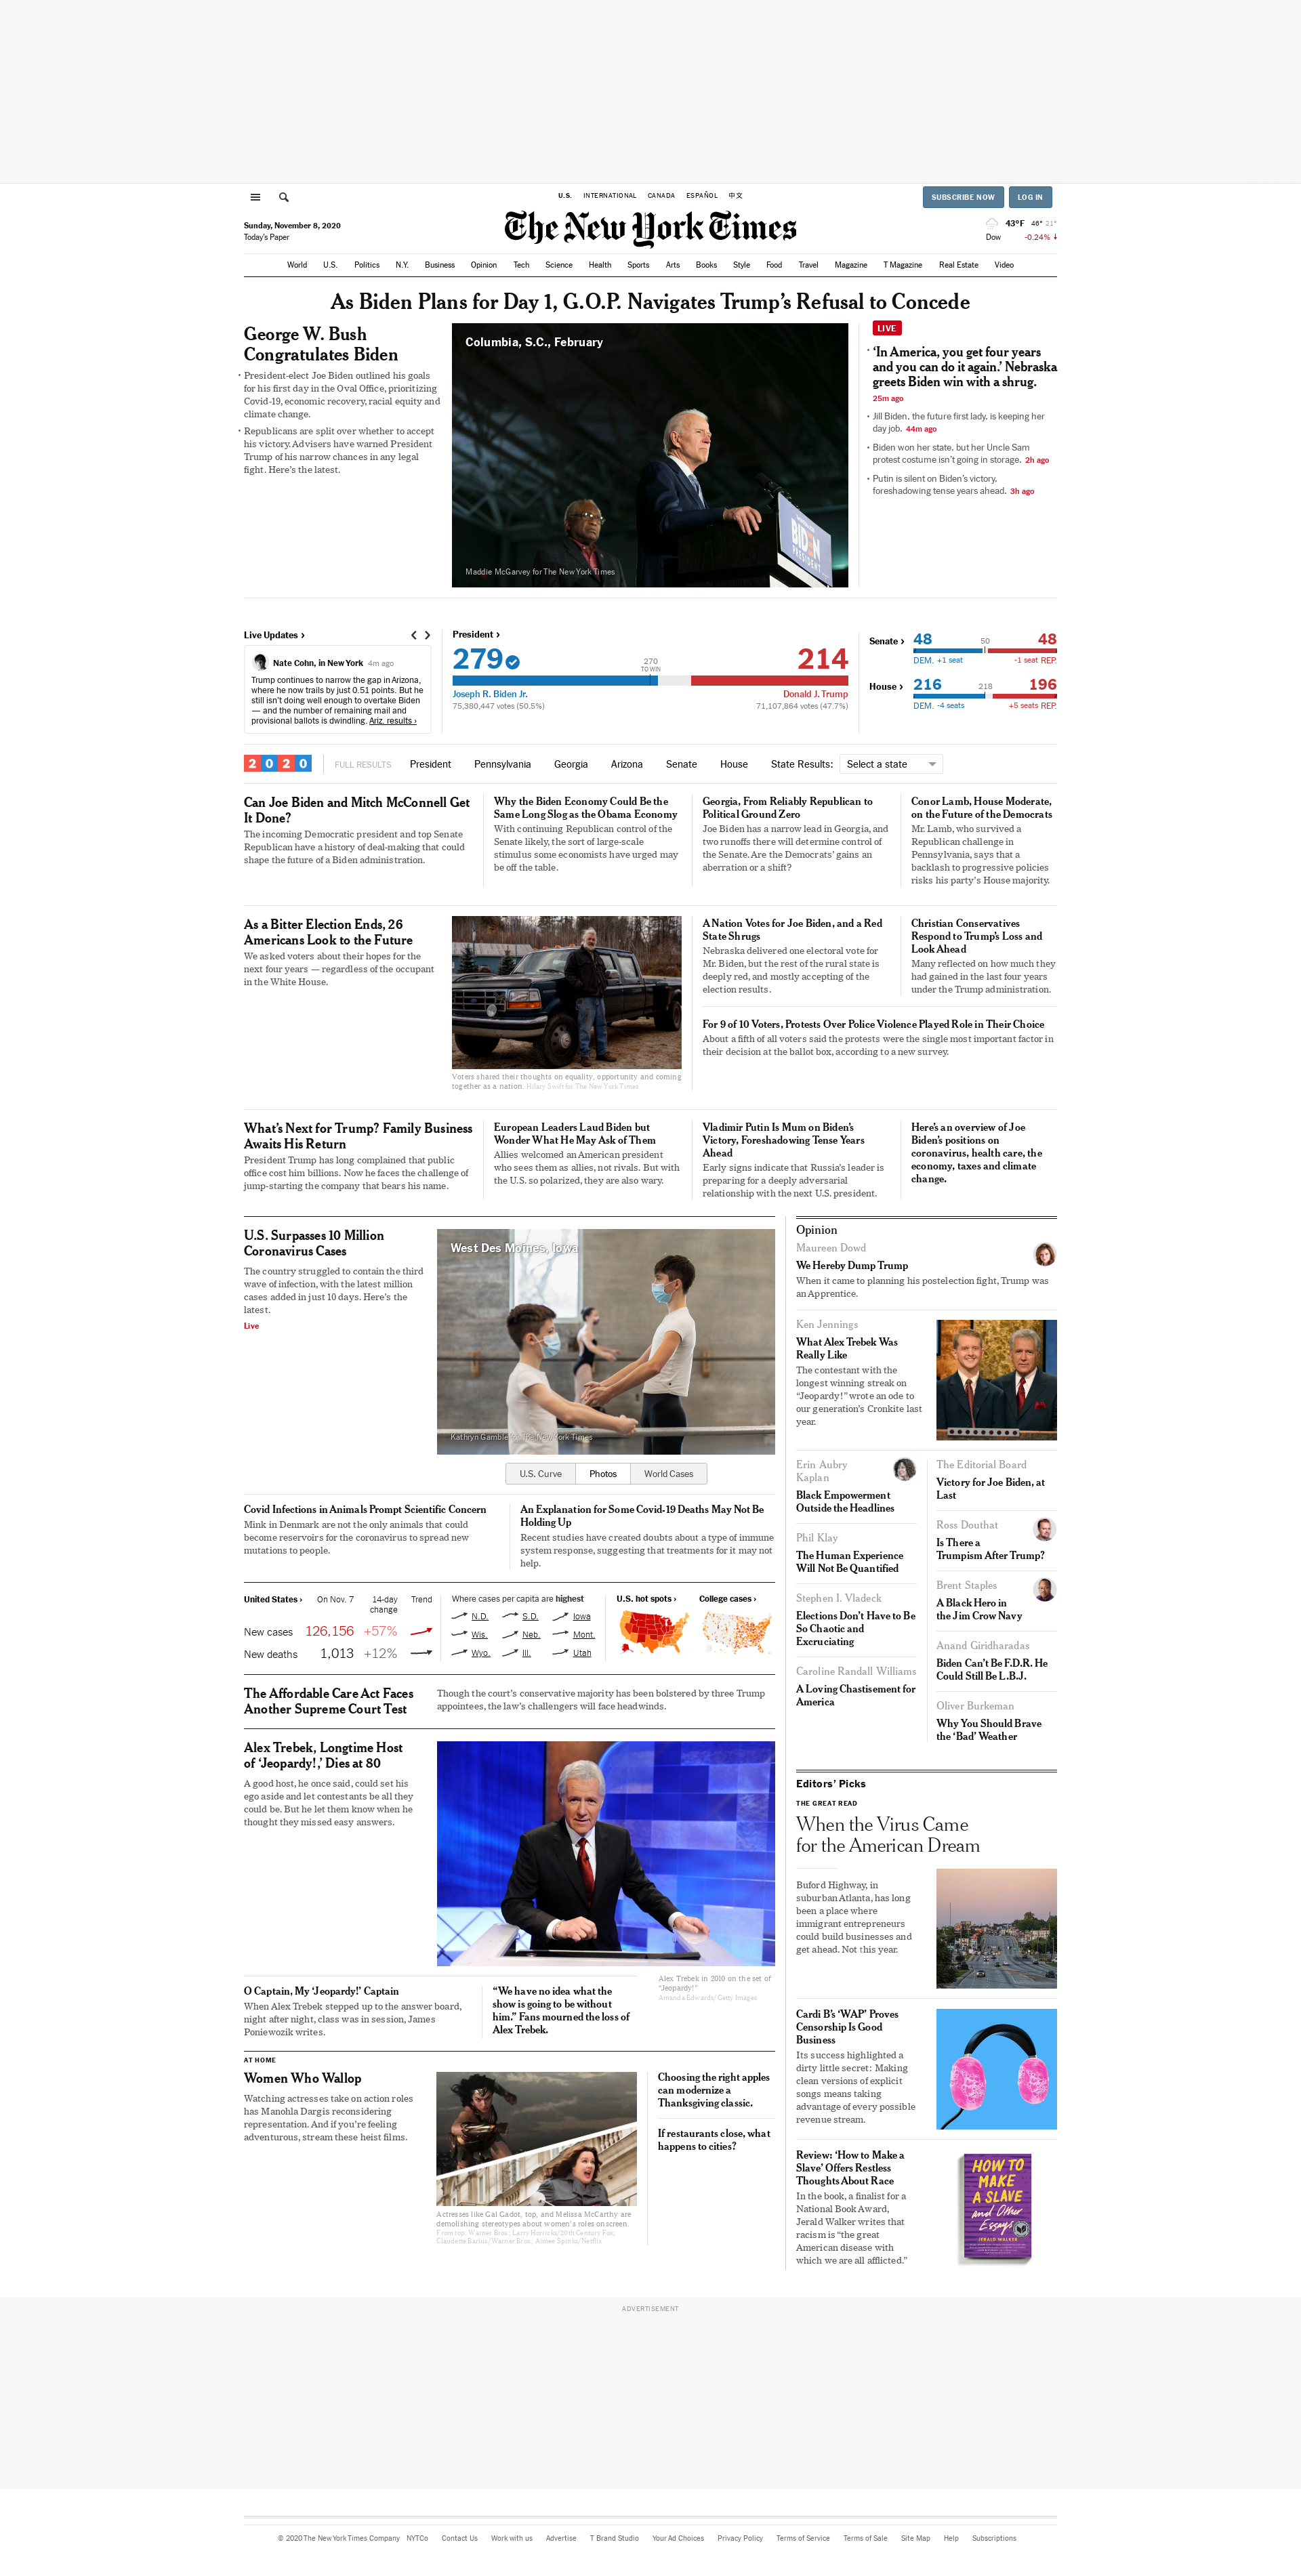 U.S.
INTERNATIONAL
CANADA
ESPAÑOL
中文
SUBSCRIBE NOW
LOG IN
Sunday, November 8, 2020
Today's Paper
The New York Times
43°F 46° 21°
Dow -0.24% ↓
World U.S. Politics N.Y. Business Opinion Tech Science Health Sports Arts Books Style Food Travel Magazine T Magazine Real Estate Video
As Biden Plans for Day 1, G.O.P. Navigates Trump's Refusal to Concede
George W. Bush
Congratulates Biden
President-elect Joe Biden outlined his goals
for his first day in the Oval Office, prioritizing
Covid-19, economic recovery, racial equity and
climate change.
Republicans are split over whether to accept
his victory. Advisers have warned President
Trump of his narrow chances in any legal
fight. Here's the latest.
Columbia, S.C., February
BIDEN
PRESIDENT
Maddie McGarvey for The New York Times
LIVE
'In America, you get four years
and you can do it again.' Nebraska
greets Biden win with a shrug.
25m ago
Jill Biden, the future first lady, is keeping her
day job. 44m ago
Biden won her state, but her Uncle Sam
protest costume isn't going in storage. 2h ago
Putin is silent on Biden's victory,
foreshadowing tense years ahead. 3h ago
Live Updates ›
Nate Cohn, in New York 4m ago
Trump continues to narrow the gap in Arizona,
where he now trails by just 0.51 points. But he
still isn't doing well enough to overtake Biden
— and the number of remaining mail and
provisional ballots is dwindling. Ariz. results ›
President ›
279
270
TO WIN
214
Joseph R. Biden Jr.
Donald J. Trump
75,380,447 votes (50.5%)
71,107,864 votes (47.7%)
Senate › 48 50 48
DEM. +1 seat -1 seat REP.
House › 216 218 196
DEM. -4 seats +5 seats REP.
2020
FULL RESULTS President Pennsylvania Georgia Arizona Senate House State Results: Select a state
Can Joe Biden and Mitch McConnell Get
It Done?
The incoming Democratic president and top Senate
Republican have a history of deal-making that could
shape the future of a Biden administration.
Why the Biden Economy Could Be the
Same Long Slog as the Obama Economy
With continuing Republican control of the
Senate likely, the sort of large-scale
stimulus some economists have urged may
be off the table.
Georgia, From Reliably Republican to
Political Ground Zero
Joe Biden has a narrow lead in Georgia, and
two runoffs there will determine control of
the Senate. Are the Democrats' gains an
aberration or a shift?
Conor Lamb, House Moderate,
on the Future of the Democrats
Mr. Lamb, who survived a
Republican challenge in
Pennsylvania, says that a
backlash to progressive policies
risks his party's House majority.
As a Bitter Election Ends, 26
Americans Look to the Future
We asked voters about their hopes for the
next four years — regardless of the occupant
in the White House.
Voters shared their thoughts on equality, opportunity and coming
together as a nation. Hilary Swift for The New York Times
A Nation Votes for Joe Biden, and a Red
State Shrugs
Nebraska delivered one electoral vote for
Mr. Biden, but the rest of the rural state is
deeply red, and mostly accepting of the
election results.
Christian Conservatives
Respond to Trump's Loss and
Look Ahead
Many reflected on how much they
had gained in the last four years
under the Trump administration.
For 9 of 10 Voters, Protests Over Police Violence Played Role in Their Choice
About a fifth of all voters said the protests were the single most important factor in
their decision at the ballot box, according to a new survey.
What's Next for Trump? Family Business
Awaits His Return
President Trump has long complained that public
office cost him billions. Now he faces the challenge of
jump-starting the company that bears his name.
European Leaders Laud Biden but
Wonder What He May Ask of Them
Allies welcomed an American president
who sees them as allies, not rivals. But with
the U.S. so polarized, they are also wary.
Vladimir Putin Is Mum on Biden's
Victory, Foreshadowing Tense Years
Ahead
Early signs indicate that Russia's leader is
preparing for a deeply adversarial
relationship with the next U.S. president.
Here's an overview of Joe
Biden's positions on
coronavirus, health care, the
economy, taxes and climate
change.
U.S. Surpasses 10 Million
Coronavirus Cases
The country struggled to contain the third
wave of infection, with the latest million
cases added in just 10 days. Here's the
latest.
Live
West Des Moines, Iowa
Kathryn Gamble for The New York Times
U.S. Curve
Photos
World Cases
Covid Infections in Animals Prompt Scientific Concern
Mink in Denmark are not the only animals that could
become reservoirs for the coronavirus to spread new
mutations to people.
An Explanation for Some Covid-19 Deaths May Not Be
Holding Up
Recent studies have created doubts about a type of immune
system response, suggesting that treatments for it may not
help.
United States › On Nov. 7 14-day
change Trend
New cases 126,156 +57%
New deaths 1,013 +12%
Where cases per capita are highest
N.D. S.D. Iowa
Wis. Neb. Mont.
Wyo. Ill. Utah
U.S. hot spots ›
College cases ›
The Affordable Care Act Faces
Another Supreme Court Test
Though the court's conservative majority has been bolstered by three Trump
appointees, the law's challengers will face headwinds.
Alex Trebek, Longtime Host
of 'Jeopardy!,' Dies at 80
A good host, he once said, could set his
ego aside and let contestants be all they
could be. But he let them know when he
thought they missed easy answers.
Alex Trebek in 2010 on the set of
"Jeopardy!"
Amanda Edwards/Getty Images
O Captain, My 'Jeopardy!' Captain
When Alex Trebek stepped up to the answer board,
night after night, class was in session, James
Poniewozik writes.
"We have no idea what the
show is going to be without
him." Fans mourned the loss of
Alex Trebek.
AT HOME
Women Who Wallop
Watching actresses take on action roles
has Manohla Dargis reconsidering
representation. And if you're feeling
adventurous, stream these heist films.
Actresses like Gal Gadot, top, and Melissa McCarthy are
demolishing stereotypes about women's roles onscreen.
From top: Warner Bros.; Larry Horricks/20th Century Fox;
Claudette Barius/Warner Bros.; Aimee Spinks/Netflix
Choosing the right apples
can modernize a
Thanksgiving classic.
If restaurants close, what
happens to cities?
Opinion
Maureen Dowd
We Hereby Dump Trump
When it came to planning his postelection fight, Trump was
an Apprentice.
Ken Jennings
What Alex Trebek Was
Really Like
The contestant with the
longest winning streak on
"Jeopardy!" wrote an ode to
our generation's Cronkite last
year.
Erin Aubry
Kaplan
Black Empowerment
Outside the Headlines
Phil Klay
The Human Experience
Will Not Be Quantified
Stephen I. Vladeck
Elections Don't Have to Be
So Chaotic and
Excruciating
Caroline Randall Williams
A Loving Chastisement for
America
The Editorial Board
Victory for Joe Biden, at
Last
Ross Douthat
Is There a
Trumpism After Trump?
Brent Staples
A Black Hero in
the Jim Crow Navy
Anand Giridharadas
Biden Can't Be F.D.R. He
Could Still Be L.B.J.
Oliver Burkeman
Why You Should Brave
the 'Bad' Weather
Editors' Picks
THE GREAT READ
When the Virus Came
for the American Dream
Buford Highway, in
suburban Atlanta, has long
been a place where
immigrant entrepreneurs
could build businesses and
get ahead. Not this year.
Cardi B's 'WAP' Proves
Censorship Is Good
Business
Its success highlighted a
dirty little secret: Making
clean versions of explicit
songs means taking
advantage of every possible
revenue stream.
Review: 'How to Make a
Slave' Offers Restless
Thoughts About Race
In the book, a finalist for a
National Book Award,
Jerald Walker writes that
racism is "the great
American disease with
which we are all afflicted."
HOW TO
MAKE
A SLAVE
and Other
Essays
JERALD WALKER
ADVERTISEMENT
© 2020 The New York Times Company NYTCo Contact Us Work with us Advertise T Brand Studio Your Ad Choices Privacy Policy Terms of Service Terms of Sale Site Map Help Subscriptions